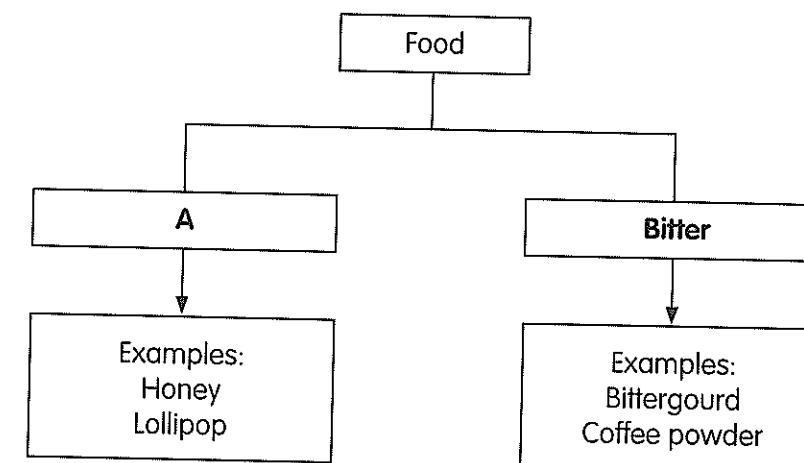 Food
A
Bitter
Examples:
Honey
Lollipop
Examples:
Bittergourd
Coffee powder